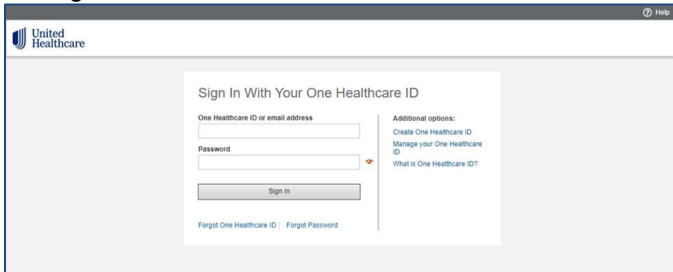 Help
United
Healthcare
Sign In With Your One Healthcare ID
One Healthcare ID or email address
Password
Sign In
Forgot One Healthcare ID | Forgot Password
Additional options:
Create One Healthcare ID
Manage your One Healthcare
ID
What is One Healthcare ID?